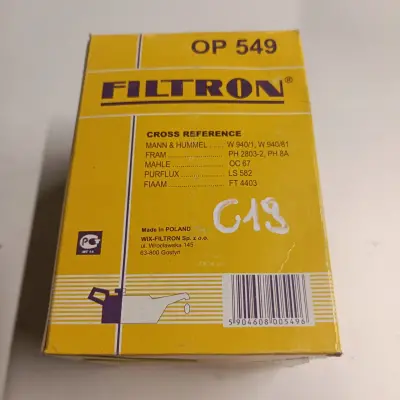 OP 549
FILTRON®
CROSS REFERENCE
MANN & HUMMEL ..... W 940/1, W 940/81
FRAM .................... PH 2803-2, PH 8A
MAHLE .................... OC 67
PURFLUX .................... LS 582
FIAAM .................... FT 4403
C19
Made in POLAND
WIX-FILTRON Sp. z o.o.
ul. Wrocławska 145
63-800 Gostyń
5 904608 005496